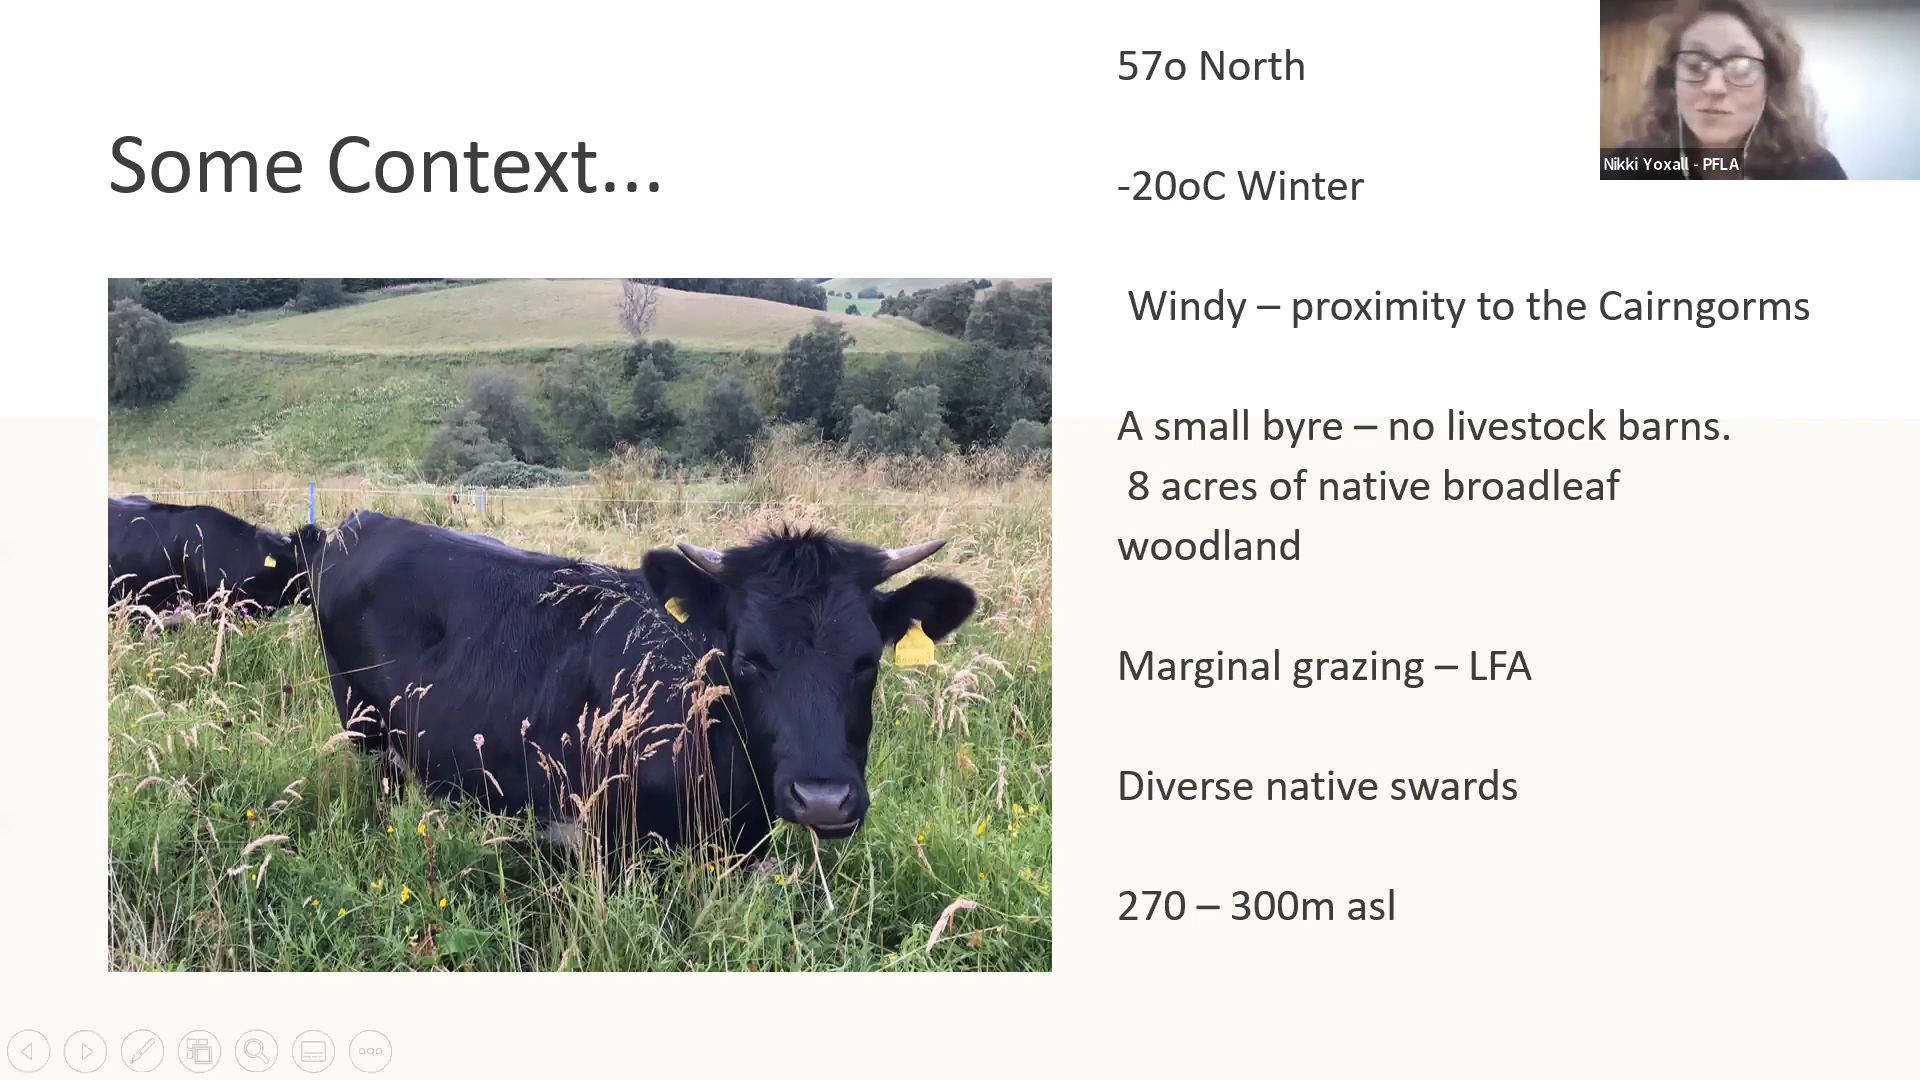 Some Context...
57o North
-20oC Winter
Windy – proximity to the Cairngorms
A small byre – no livestock barns.
8 acres of native broadleaf
woodland
Marginal grazing – LFA
Diverse native swards
270 – 300m asl
Nikki Yoxall - PFLA